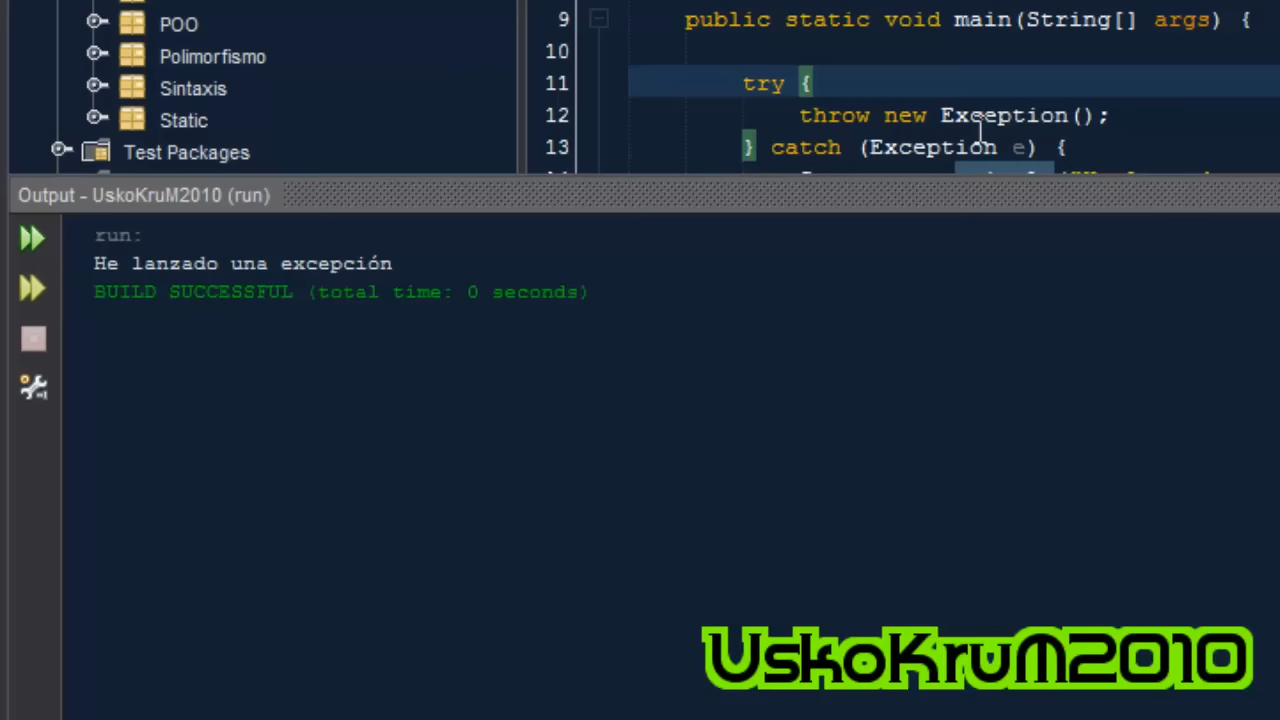 POO
Polimorfismo
Sintaxis
Static
Test Packages
9 public static void main(String[] args) {
10
11 try {
12 throw new Exception();
13 } catch (Exception e) {
Output - UskoKruM2010 (run)
run:
He lanzado una excepción
BUILD SUCCESSFUL (total time: 0 seconds)
UskoKruM2010